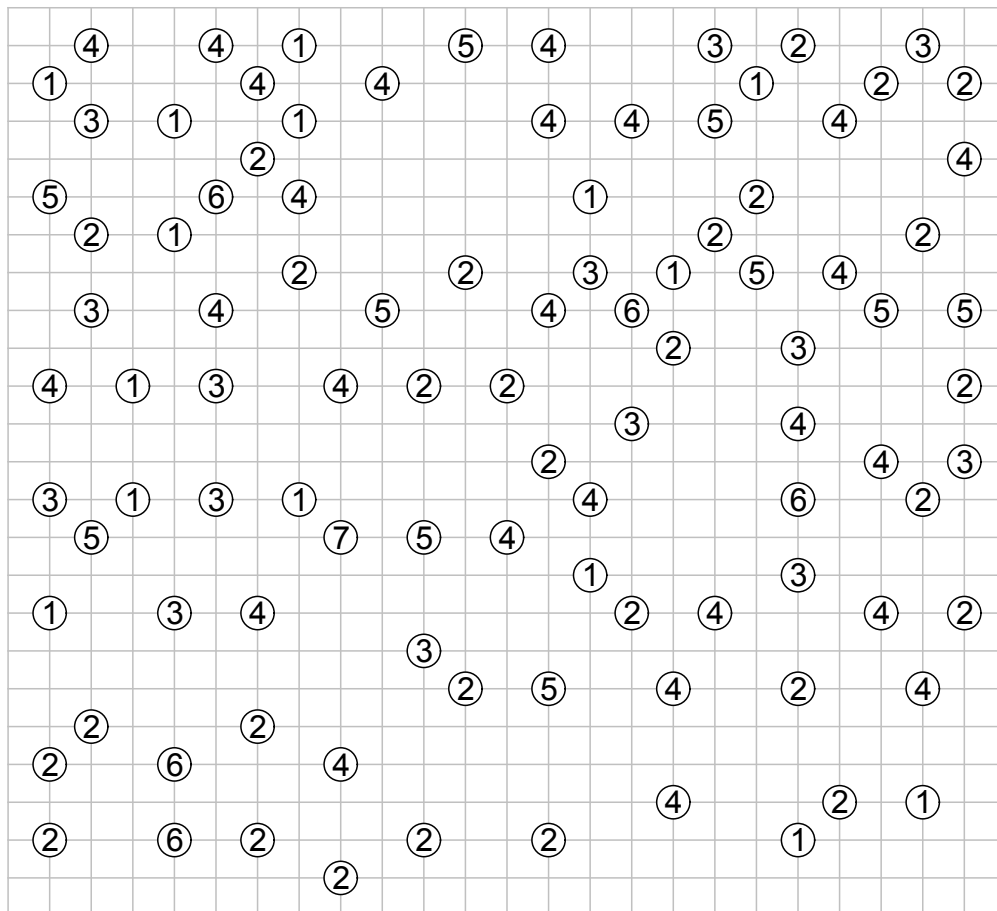 4 4 1 5 4 3 2 3
1 4 4 1 2 2
3 1 1 4 4 5 4
2 4
5 6 4 1 2
2 1 2 2
2 2 3 1 5 4
3 4 5 4 6 5 5
2 3
4 1 3 4 2 2 2
3 4
2 4 3
3 1 3 1 4 6 2
5 7 5 4
1 3
1 3 4 2 4 4 2
3
2 5 4 2 4
2 2
2 6 4
4 2 1
2 6 2 2 2 1
2